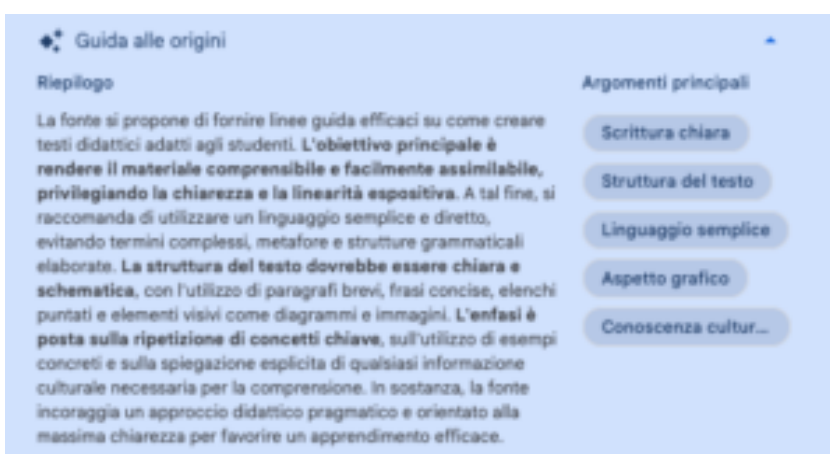 Guida alle origini
Riepilogo
La fonte si propone di fornire linee guida efficaci su come creare
testi didattici adatti agli studenti. L'obiettivo principale è
rendere il materiale comprensibile e facilmente assimilabile,
privilegiando la chiarezza e la linearità espositiva. A tal fine, si
raccomanda di utilizzare un linguaggio semplice e diretto,
evitando termini complessi, metafore e strutture grammaticali
elaborate. La struttura del testo dovrebbe essere chiara e
schematica, con l'utilizzo di paragrafi brevi, frasi concise, elenchi
puntati e elementi visivi come diagrammi e immagini. L'enfasi è
posta sulla ripetizione di concetti chiave, sull'utilizzo di esempi
concreti e sulla spiegazione esplicita di qualsiasi informazione
culturale necessaria per la comprensione. In sostanza, la fonte
incoraggia un approccio didattico pragmatico e orientato alla
massima chiarezza per favorire un apprendimento efficace.
Argomenti principali
Scrittura chiara
Struttura del testo
Linguaggio semplice
Aspetto grafico
Conoscenza cultur...